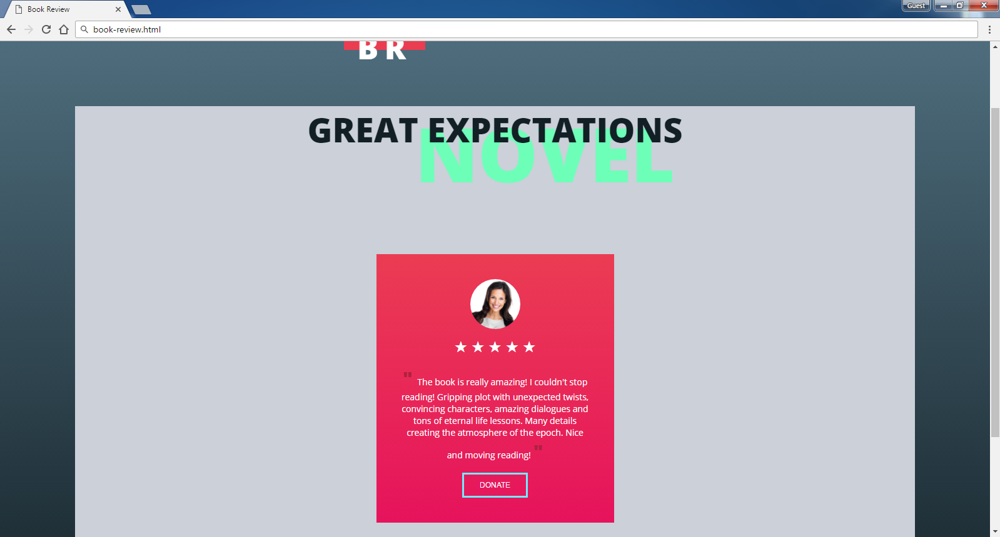 Book Review
Guest
book-review.html
B R
GREAT EXPECTATIONS
NOVEL
★ ★ ★ ★ ★
" The book is really amazing! I couldn't stop
reading! Gripping plot with unexpected twists,
convincing characters, amazing dialogues and
tons of eternal life lessons. Many details
creating the atmosphere of the epoch. Nice
and moving reading! "
DONATE